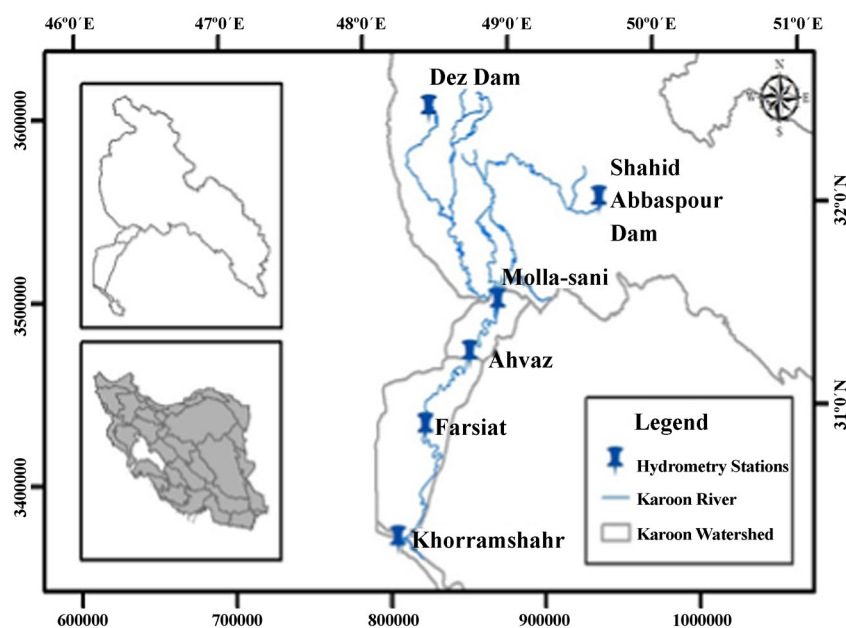 46º0´E 47º0´E 48º0´E 49º0´E 50º0´E 51º0´E
3600000
3500000
3400000
32º0´N
31º0´N
N
E
S
W
Dez Dam
Shahid
Abbaspour
Dam
Molla-sani
Ahvaz
Farsiat
Khorramshahr
Legend
Hydrometry Stations
Karoon River
Karoon Watershed
600000 700000 800000 900000 1000000